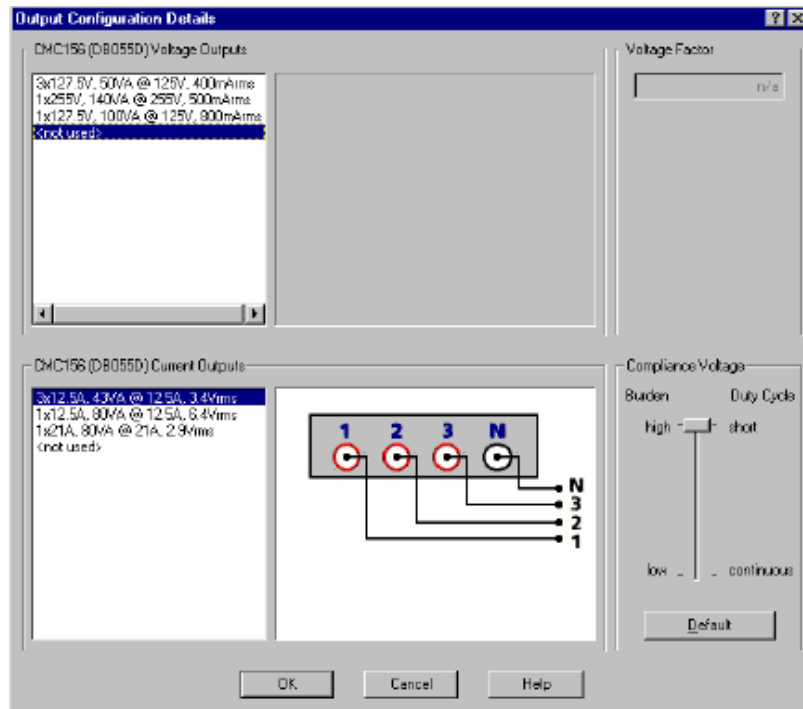 Output Configuration Details
CMC156 (DB055D) Voltage Outputs
3x127.5V, 50VA @ 125V, 400mArms
1x255V, 140VA @ 255V, 500mArms
1x127.5V, 100VA @ 125V, 800mArms
<not used>
Voltage Factor
n/a
CMC156 (DB055D) Current Outputs
3x12.5A, 43VA @ 12.5A, 3.4Vrms
1x12.5A, 80VA @ 12.5A, 6.4Vrms
1x21A, 80VA @ 21A, 2.9Vrms
<not used>
1 2 3 N
N
3
2
1
Compliance Voltage
Burden Duty Cycle
high short
low continuous
Default
OK Cancel Help